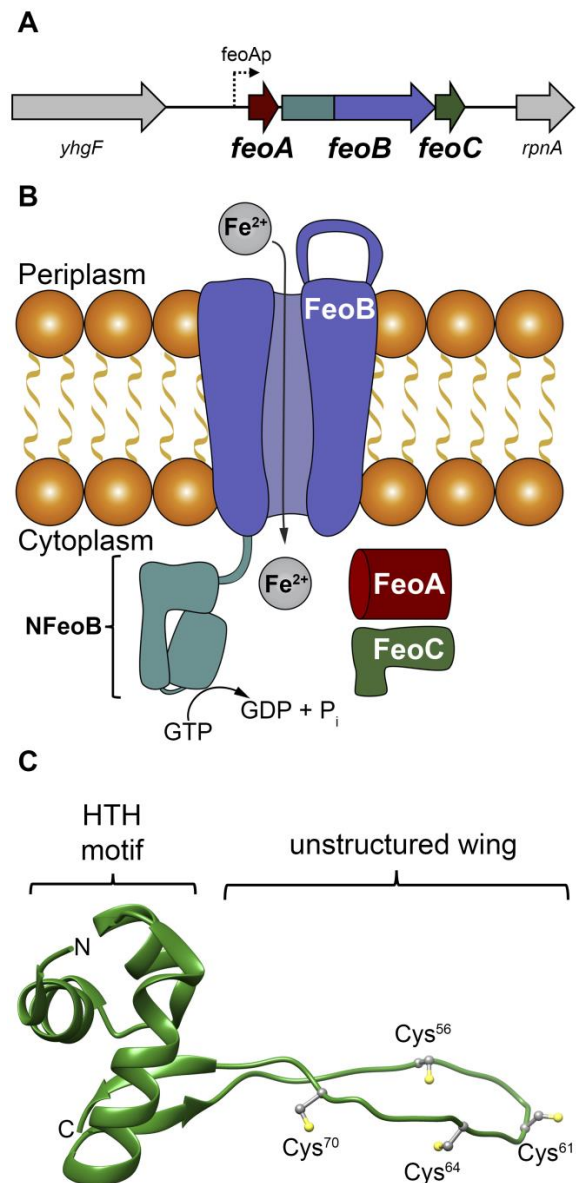 A
feoAp
yhgF feoA feoB feoC rpnA
B
Fe²⁺
Periplasm
FeoB
Cytoplasm
Fe²⁺
FeoA
NFeoB
FeoC
GTP
GDP + Pᵢ
C
HTH
motif
unstructured wing
N
Cys⁵⁶
C
Cys⁷⁰
Cys⁶⁴
Cys⁶¹